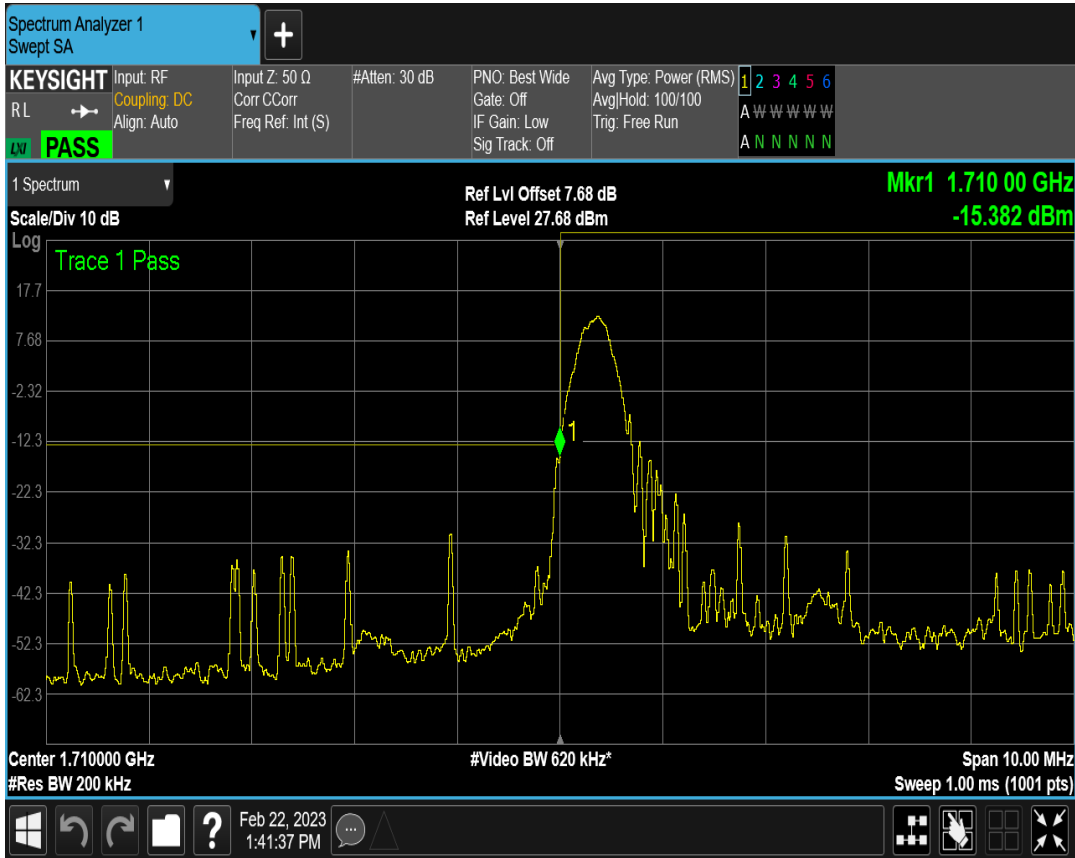 Spectrum Analyzer 1
Swept SA
+
KEYSIGHT
R L
LXI
PASS
Input: RF
Coupling: DC
Align: Auto
Input Z: 50 Ω
Corr CCorr
Freq Ref: Int (S)
#Atten: 30 dB
PNO: Best Wide
Gate: Off
IF Gain: Low
Sig Track: Off
Avg Type: Power (RMS)
Avg|Hold: 100/100
Trig: Free Run
1 2 3 4 5 6
A W W W W W
A N N N N N
1 Spectrum
Scale/Div 10 dB
Ref Lvl Offset 7.68 dB
Ref Level 27.68 dBm
Mkr1 1.710 00 GHz
-15.382 dBm
Log
Trace 1 Pass
17.7
7.68
-2.32
-12.3
1
-22.3
-32.3
-42.3
-52.3
-62.3
Center 1.710000 GHz
#Video BW 620 kHz*
Span 10.00 MHz
#Res BW 200 kHz
Sweep 1.00 ms (1001 pts)
?
Feb 22, 2023
1:41:37 PM